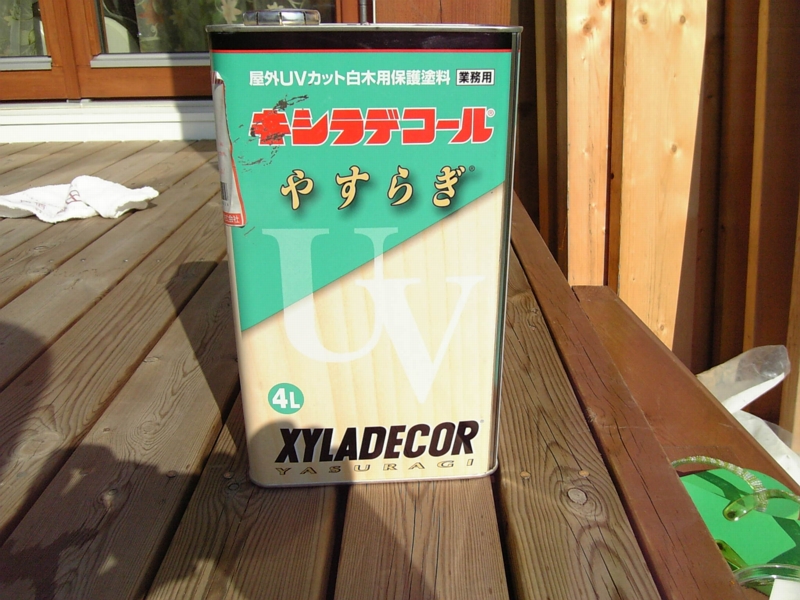 屋外UVカット白木用保護塗料 業務用
キシラデコール®
やすらぎ®
UV
4L
XYLADECOR
YASURAGI